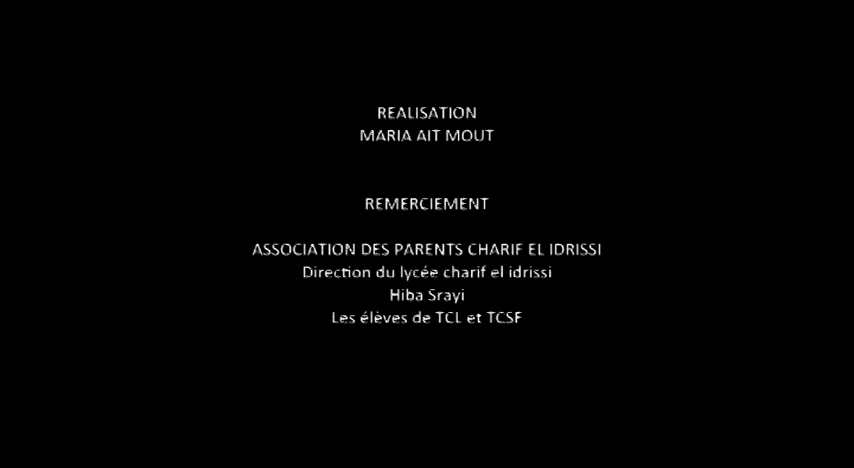 REALISATION
MARIA AIT MOUT
REMERCIEMENT
ASSOCIATION DES PARENTS CHARIF EL IDRISSI
Direction du lycée charif el idrissi
Hiba Srayi
Les élèves de TCL et TCSF